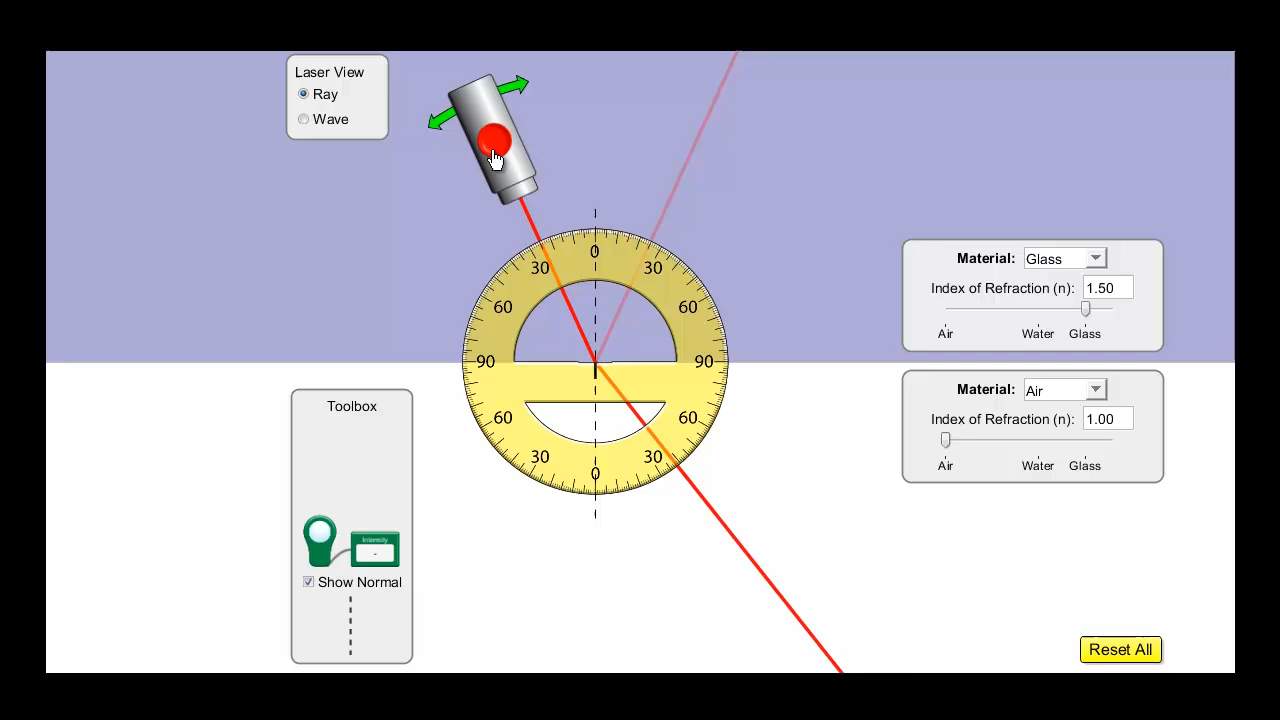 Laser View
Ray
Wave
0
30 30
60 60
90 90
60 60
30 30
0
Material: Glass
Index of Refraction (n): 1.50
Air Water Glass
Material: Air
Index of Refraction (n): 1.00
Air Water Glass
Toolbox
Intensity
-
Show Normal
Reset All